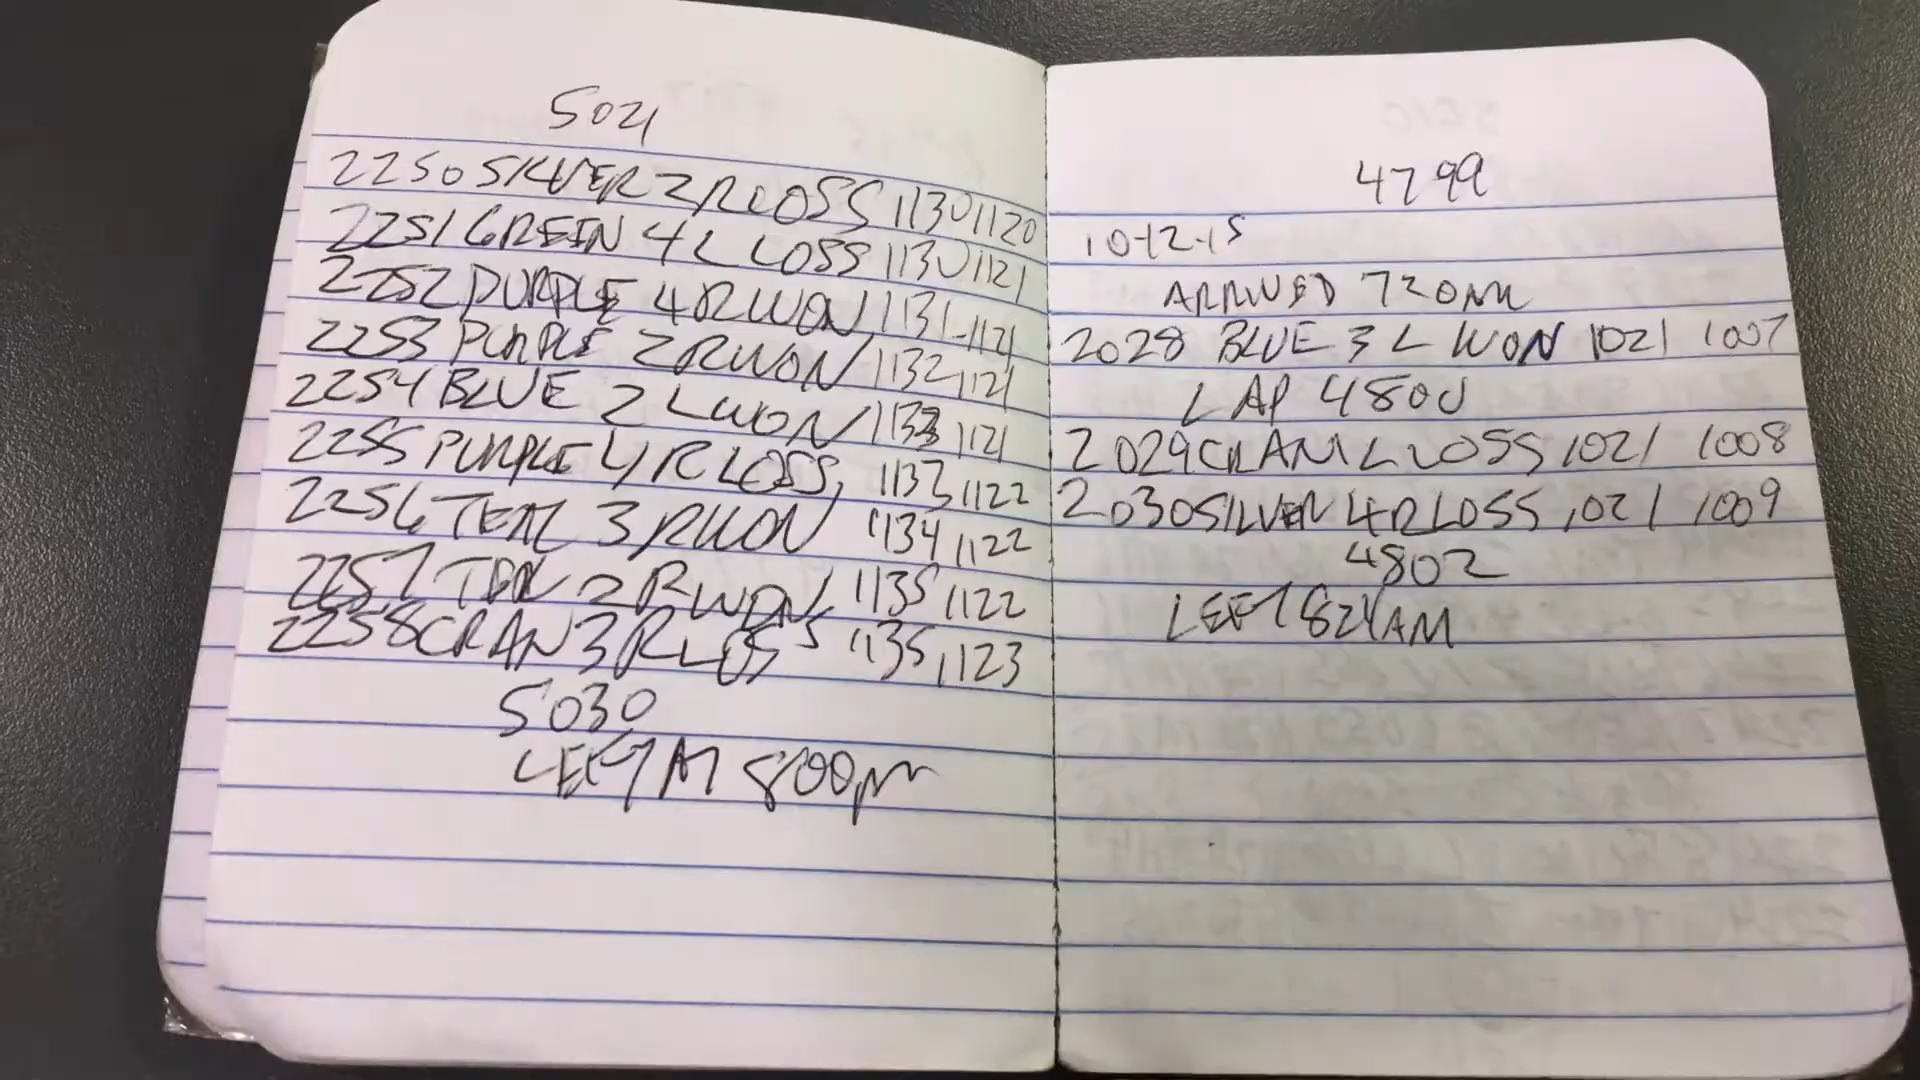 5021
2250 SILVER 2 R LOSS 1130 1120
2251 GREEN 4 L LOSS 1130 1121
2252 PURPLE 4 R WON 1131-1121
2253 PURPLE 2 R WON 1132 1121
2254 BLUE 2 L WON 1133 1121
2255 PURPLE 4 R LOSS, 1133 1122
2256 TEAL 3 R WON 1134 1122
2257 2 R WON 1135 1122
2258 CRAN 3 R LOSS 1135 1123
5030
LEFT AT 800pm
4799
10-12-15
ARRIVED 720AM
2028 BLUE 3 L WON 1021 1007
LAP 4800
2029 CRAN 1 L LOSS 1021 1008
2030 SILVER 4 R LOSS 1021 1009
4802
LEFT 824AM